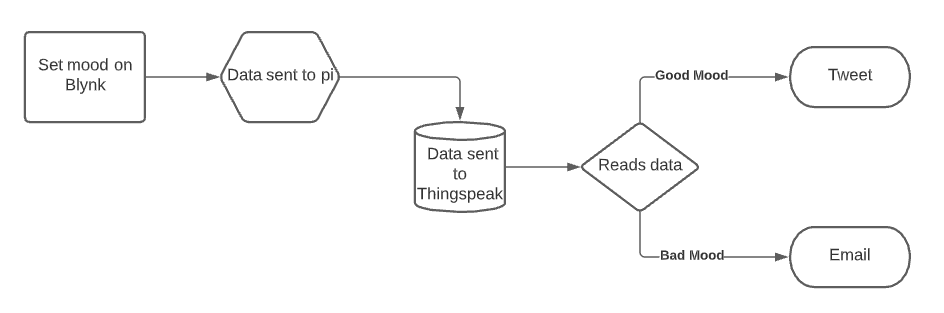 Set mood on
Blynk
Data sent to pi
Data sent
to
Thingspeak
Reads data
Good Mood
Tweet
Bad Mood
Email